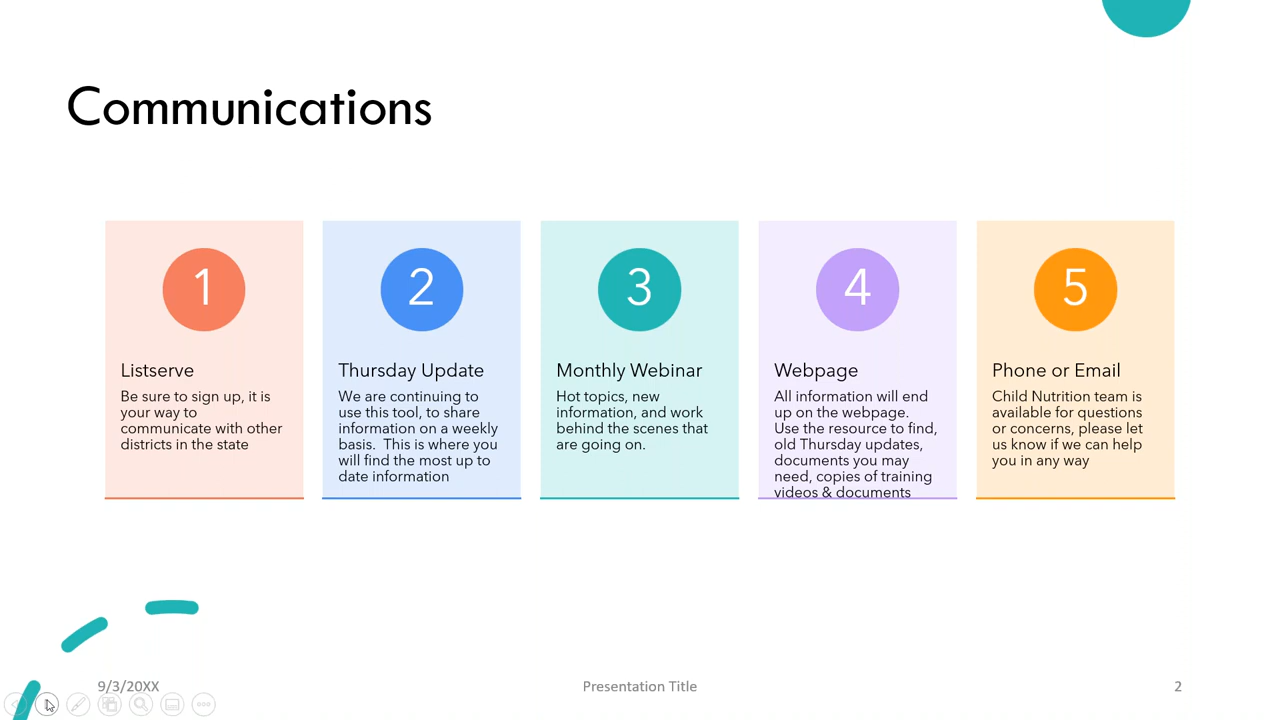 Communications
1
Listserve
Be sure to sign up, it is
your way to
communicate with other
districts in the state
2
Thursday Update
We are continuing to
use this tool, to share
information on a weekly
basis.  This is where you
will find the most up to
date information
3
Monthly Webinar
Hot topics, new
information, and work
behind the scenes that
are going on.
4
Webpage
All information will end
up on the webpage.
Use the resource to find,
old Thursday updates,
documents you may
need, copies of training
videos & documents
5
Phone or Email
Child Nutrition team is
available for questions
or concerns, please let
us know if we can help
you in any way
9/3/20XX
Presentation Title
2